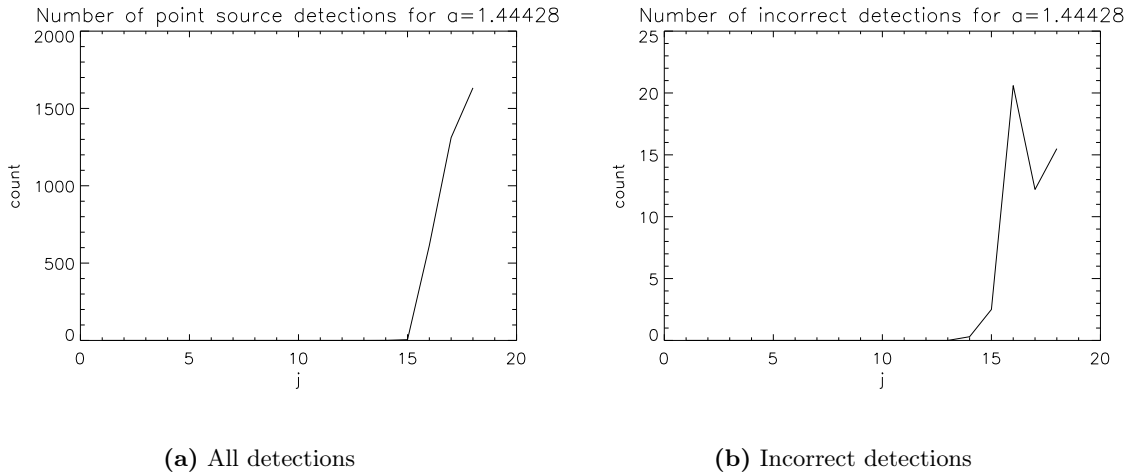 Number of point source detections for a=1.44428
2000
1500
1000
500
0
count
0 5 10 15 20
j
(a) All detections
Number of incorrect detections for a=1.44428
25
20
15
10
5
0
count
0 5 10 15 20
j
(b) Incorrect detections